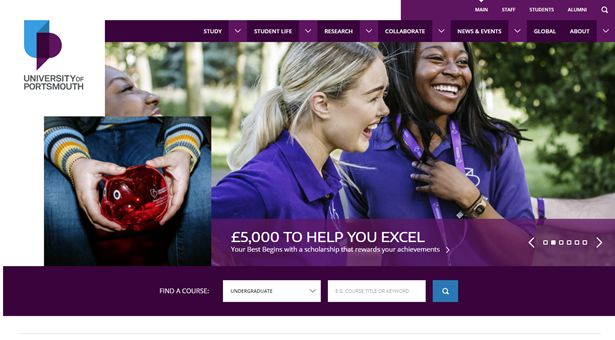 MAIN STAFF STUDENTS ALUMNI
STUDY STUDENT LIFE RESEARCH COLLABORATE NEWS & EVENTS GLOBAL ABOUT
UNIVERSITY OF
PORTSMOUTH
£5,000 TO HELP YOU EXCEL
Your Best Begins with a scholarship that rewards your achievements
FIND A COURSE: UNDERGRADUATE E.G. COURSE TITLE OR KEYWORD